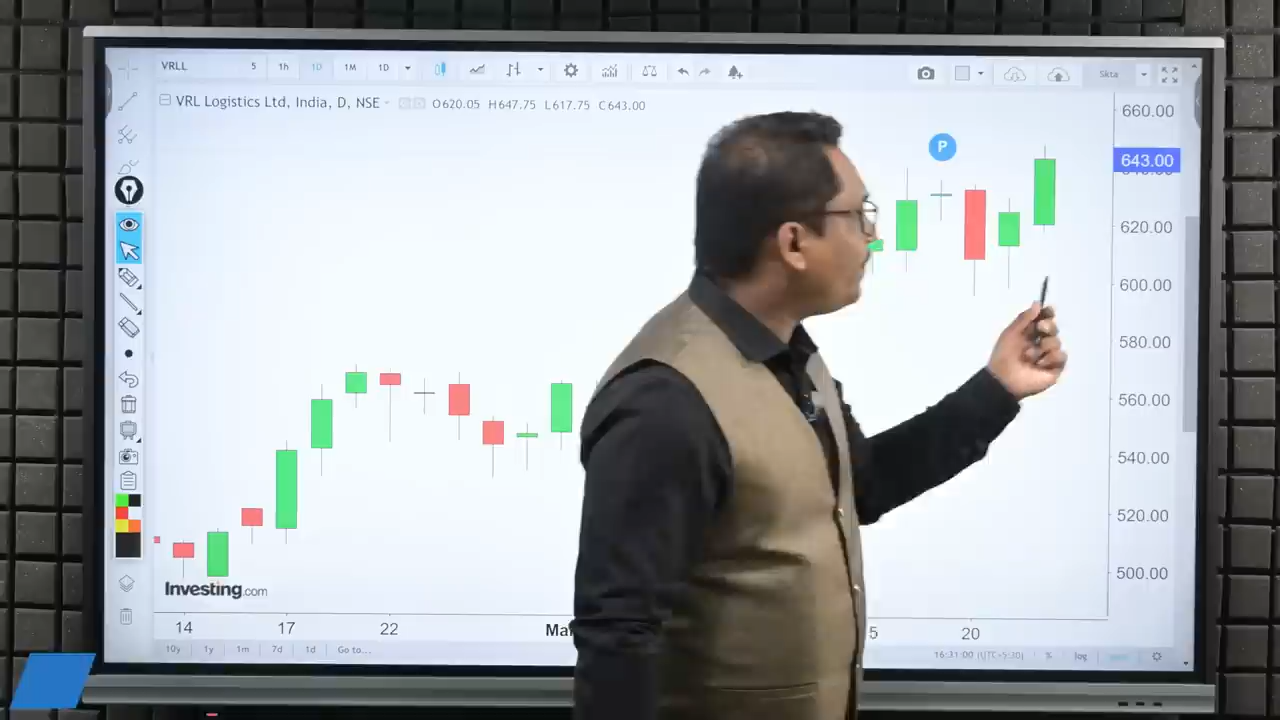 VRLL 5 1h 1D 1M 1D Skta
VRL Logistics Ltd, India, D, NSE O620.05 H647.75 L617.75 C643.00
660.00
P
643.00
620.00
600.00
580.00
560.00
540.00
520.00
500.00
Investing.com
14 17 22 Mar 5 20
10y 1y 1m 7d 1d Go to... 16:31:00 (UTC+5:30) % log